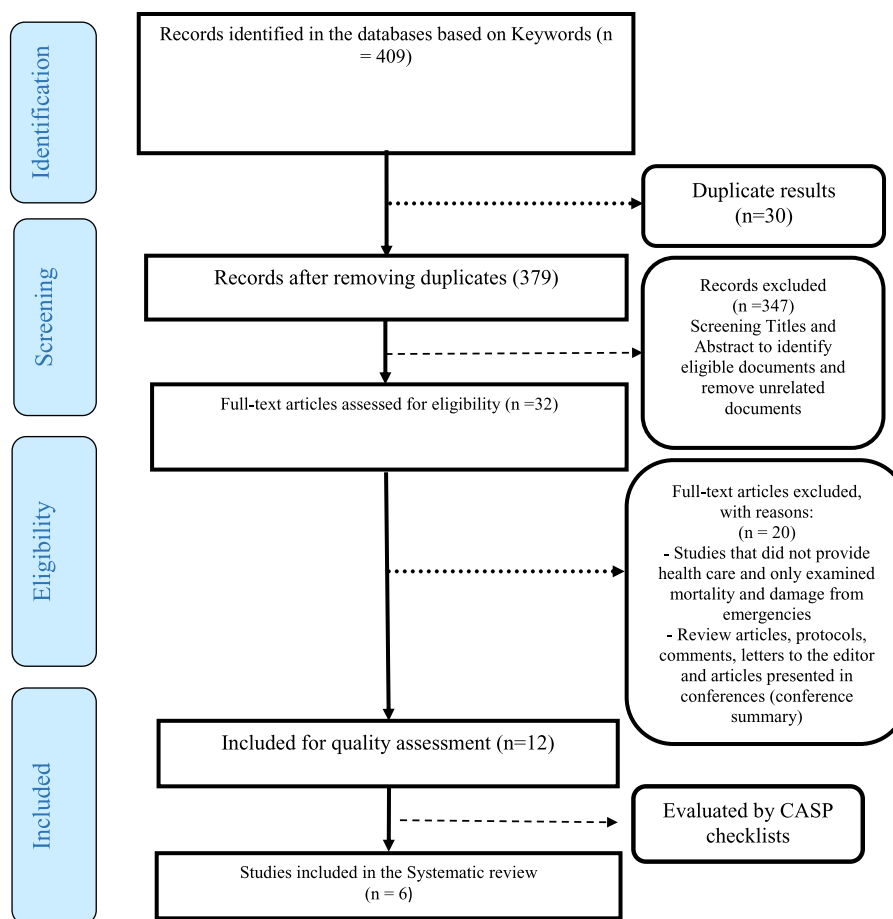 Identification
Records identified in the databases based on Keywords (n
= 409)
Duplicate results
(n=30)
Screening
Records after removing duplicates (379)
Records excluded
(n =347)
Screening Titles and
Abstract to identify
eligible documents and
remove unrelated
documents
Full-text articles assessed for eligibility (n =32)
Eligibility
Full-text articles excluded,
with reasons:
(n = 20)
- Studies that did not provide
health care and only examined
mortality and damage from
emergencies
- Review articles, protocols,
comments, letters to the
editor and articles presented in
conferences (conference
summary)
Included
Included for quality assessment (n=12)
Evaluated by CASP
checklists
Studies included in the Systematic review
(n = 6)